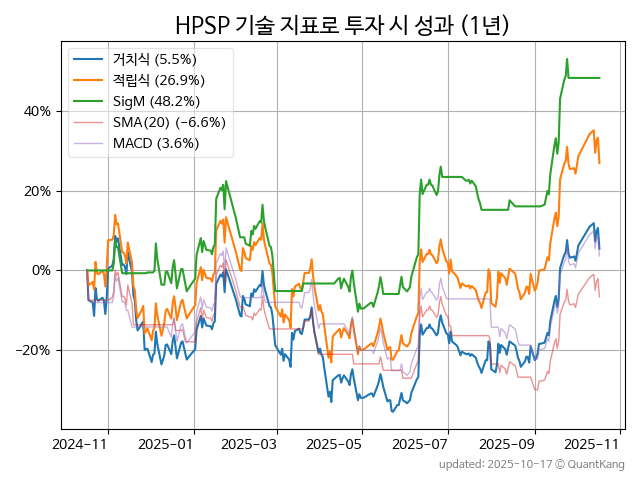 HPSP 기술 지표로 투자 시 성과 (1년)
거치식 (5.5%)
적립식 (26.9%)
SigM (48.2%)
SMA(20) (−6.6%)
MACD (3.6%)
40%
20%
0%
−20%
2024-11 2025-01 2025-03 2025-05 2025-07 2025-09 2025-11
updated: 2025-10-17 © QuantKang